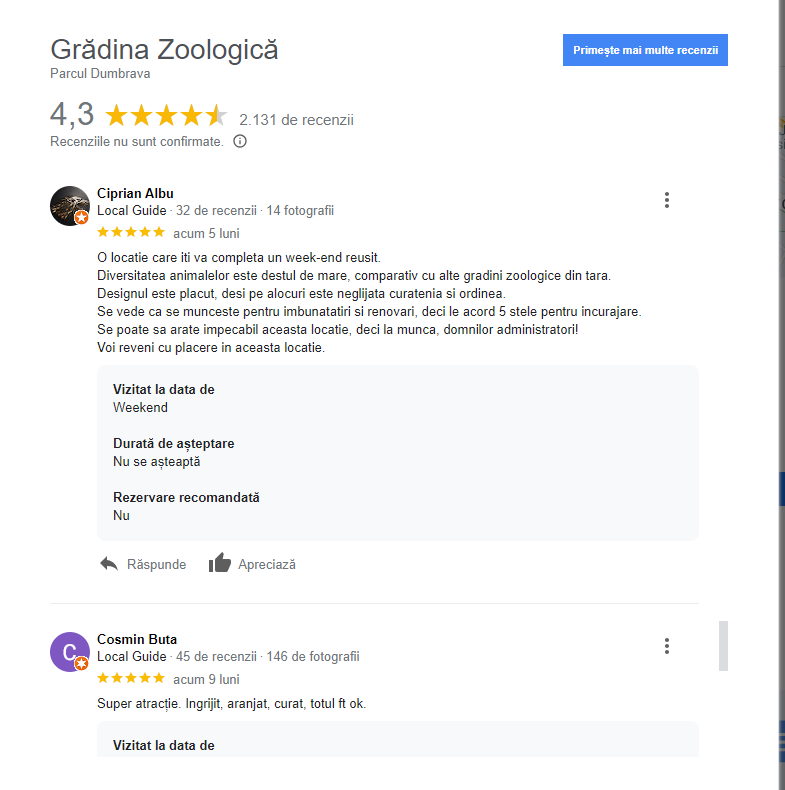 Grădina Zoologică
Primește mai multe recenzii
Parcul Dumbrava
4,3
2.131 de recenzii
Recenziile nu sunt confirmate.
Ciprian Albu
Local Guide · 32 de recenzii · 14 fotografii
acum 5 luni
O locatie care iti va completa un week-end reusit.
Diversitatea animalelor este destul de mare, comparativ cu alte gradini zoologice din tara.
Designul este placut, desi pe alocuri este neglijata curatenia si ordinea.
Se vede ca se munceste pentru imbunatatiri si renovari, deci le acord 5 stele pentru incurajare.
Se poate sa arate impecabil aceasta locatie, deci la munca, domnilor administratori!
Voi reveni cu placere in aceasta locatie.
Vizitat la data de
Weekend
Durată de așteptare
Nu se așteaptă
Rezervare recomandată
Nu
Răspunde
Apreciază
C
Cosmin Buta
Local Guide · 45 de recenzii · 146 de fotografii
acum 9 luni
Super atracție. Ingrijit, aranjat, curat, totul ft ok.
Vizitat la data de